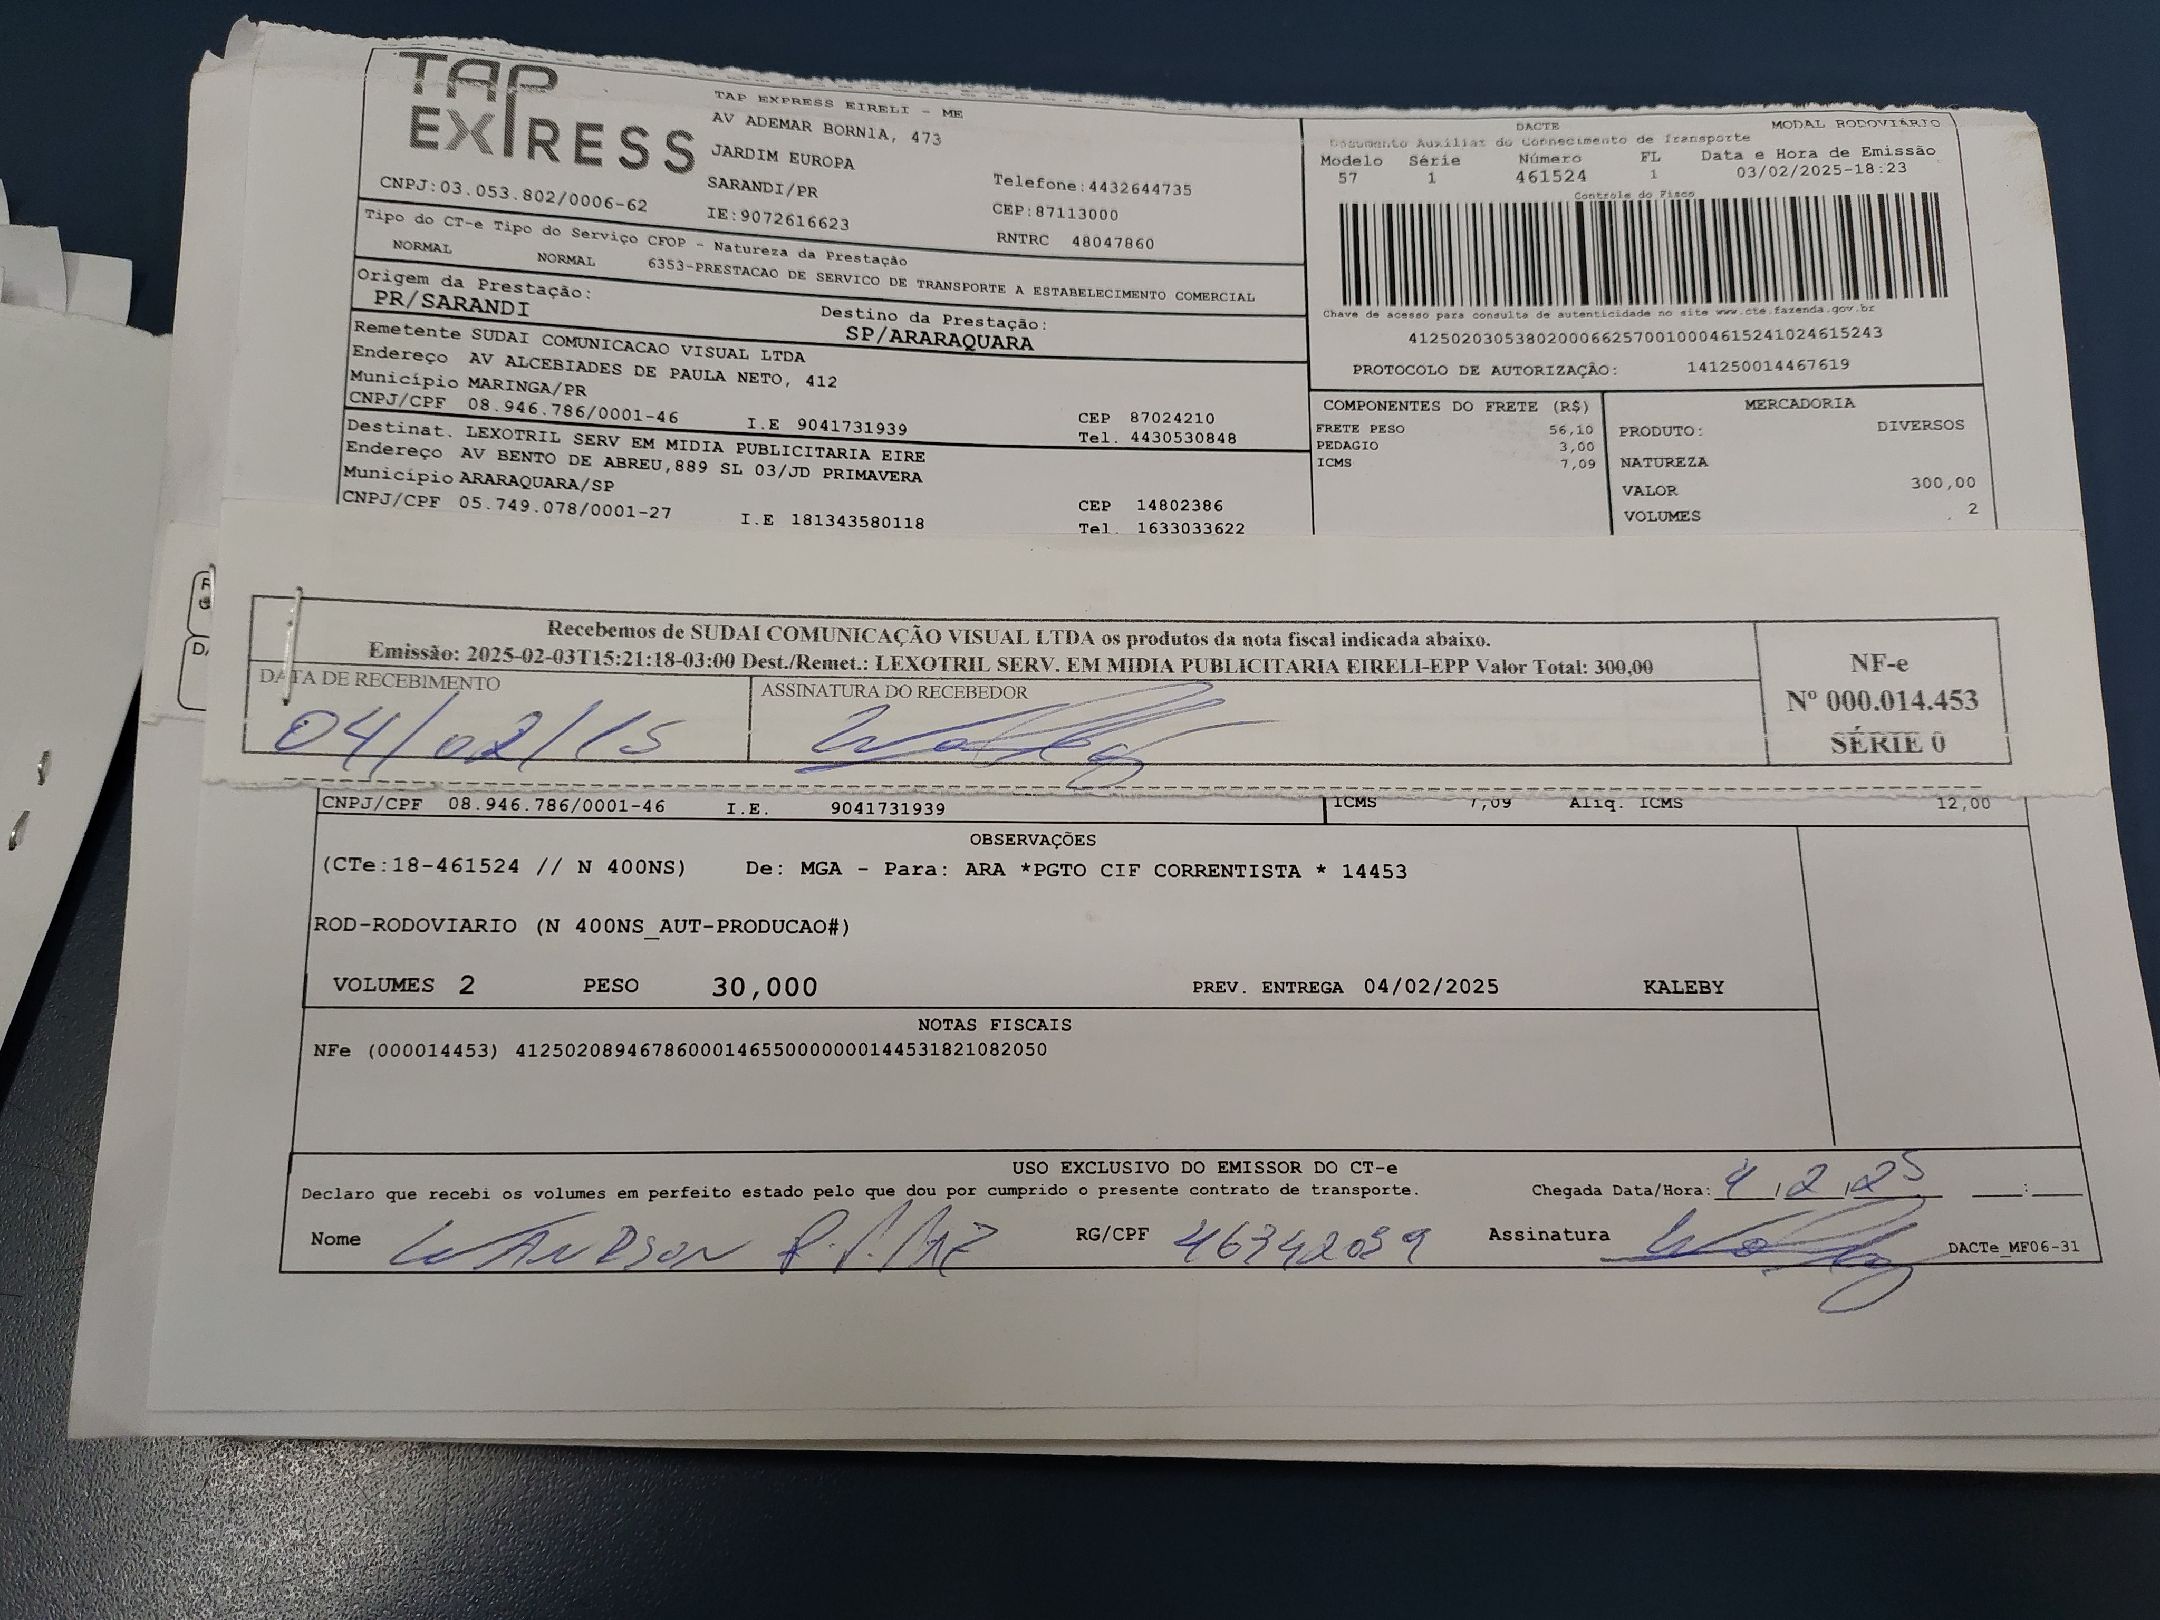 TAP EXPRESS
TAP EXPRESS EIRELI - ME
AV ADEMAR BORNIA, 473
JARDIM EUROPA
SARANDI/PR
Telefone:4432644735
CNPJ:03.053.802/0006-62
IE:9072616623
CEP:87113000
RNTRC 48047860
DACTE
MODAL RODOVIÁRIO
Documento Auxiliar do Conhecimento de Transporte
Modelo Série Número FL Data e Hora de Emissão
57 1 461524 1 03/02/2025-18:23
Controle do Fisco
Chave de acesso para consulta de autenticidade no site www.cte.fazenda.gov.br
41250203053802000662570010004615241024615243
PROTOCOLO DE AUTORIZAÇÃO: 141250014467619
Tipo do CT-e Tipo do Serviço CFOP - Natureza da Prestação
NORMAL NORMAL 6353-PRESTACAO DE SERVICO DE TRANSPORTE A ESTABELECIMENTO COMERCIAL
Origem da Prestação: Destino da Prestação:
PR/SARANDI SP/ARARAQUARA
Remetente SUDAI COMUNICACAO VISUAL LTDA
Endereço AV ALCEBIADES DE PAULA NETO, 412
Município MARINGA/PR CEP 87024210
CNPJ/CPF 08.946.786/0001-46 I.E 9041731939 Tel. 4430530848
Destinat. LEXOTRIL SERV EM MIDIA PUBLICITARIA EIRE
Endereço AV BENTO DE ABREU,889 SL 03/JD PRIMAVERA
Município ARARAQUARA/SP CEP 14802386
CNPJ/CPF 05.749.078/0001-27 I.E 181343580118 Tel. 1633033622
COMPONENTES DO FRETE (R$)
FRETE PESO 56,10
PEDAGIO 3,00
ICMS 7,09
MERCADORIA
PRODUTO: DIVERSOS
NATUREZA
VALOR 300,00
VOLUMES 2
Recebemos de SUDAI COMUNICAÇÃO VISUAL LTDA os produtos da nota fiscal indicada abaixo.
Emissão: 2025-02-03T15:21:18-03:00 Dest./Remet.: LEXOTRIL SERV. EM MIDIA PUBLICITARIA EIRELI-EPP Valor Total: 300,00
DATA DE RECEBIMENTO ASSINATURA DO RECEBEDOR
04/02/25
NF-e
Nº 000.014.453
SÉRIE 0
CNPJ/CPF 08.946.786/0001-46 I.E. 9041731939 ICMS 7,09 Aliq. ICMS 12,00
OBSERVAÇÕES
(CTe:18-461524 // N 400NS) De: MGA - Para: ARA *PGTO CIF CORRENTISTA * 14453
ROD-RODOVIARIO (N 400NS_AUT-PRODUCAO#)
VOLUMES 2 PESO 30,000 PREV. ENTREGA 04/02/2025 KALEBY
NOTAS FISCAIS
NFe (000014453) 41250208946786000146550000000144531821082050
USO EXCLUSIVO DO EMISSOR DO CT-e
Declaro que recebi os volumes em perfeito estado pelo que dou por cumprido o presente contrato de transporte. Chegada Data/Hora: 4,2,25 :
Nome WANDSON RG/CPF 46342039 Assinatura
DACTe_MF06-31